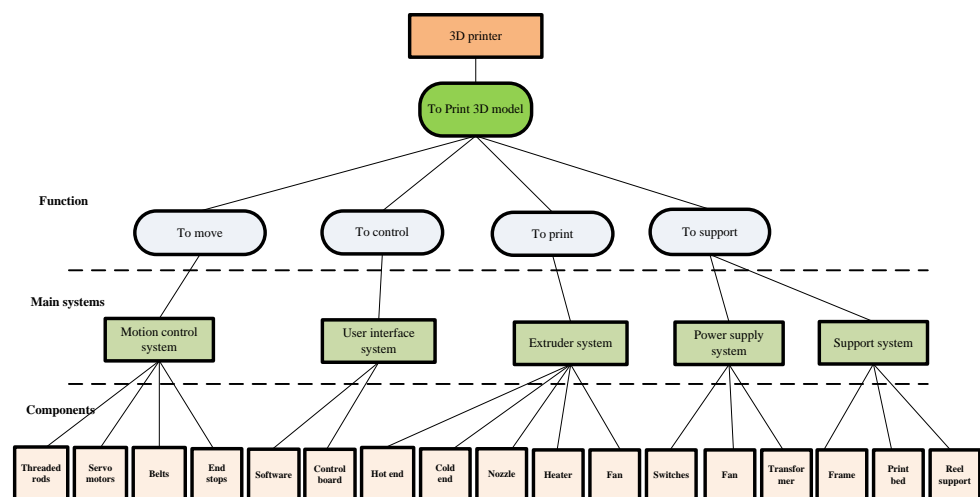 3D printer
To Print 3D model
Function
To move
To control
To print
To support
Main systems
Motion control
system
User interface
system
Extruder system
Power supply
system
Support system
Components
Threaded
rods
Servo
motors
Belts
End
stops
Software
Control
board
Hot end
Cold
end
Nozzle
Heater
Fan
Switches
Fan
Transfor
mer
Frame
Print
bed
Reel
support